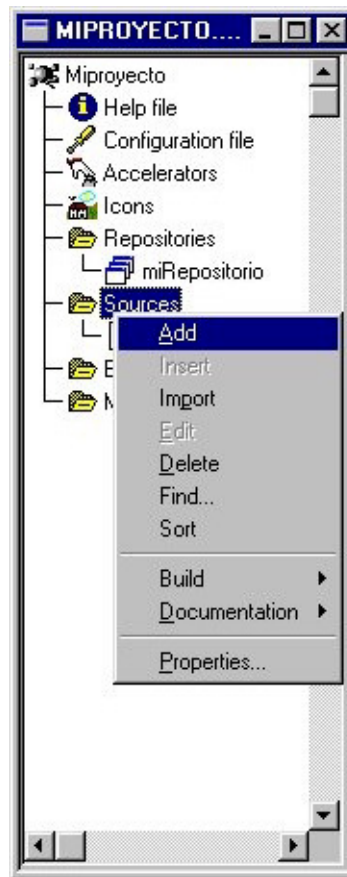 MIPROYECTO....
Miproyecto
Help file
Configuration file
Accelerators
Icons
Repositories
miRepositorio
Sources
Add
Insert
Import
Edit
Delete
Find...
Sort
Build
Documentation
Properties...